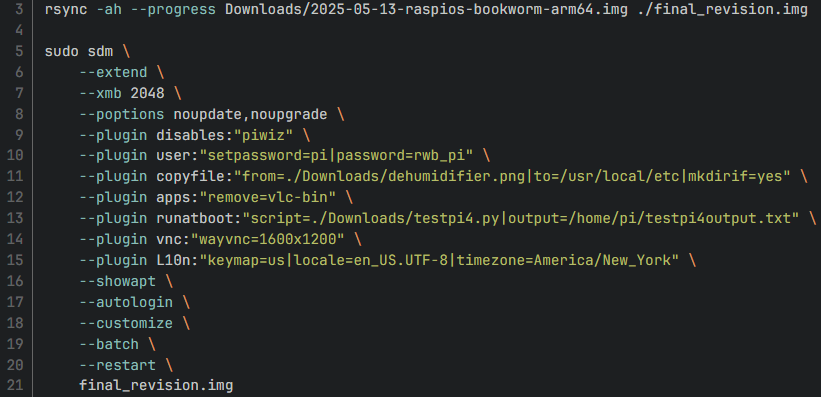 3 rsync -ah --progress Downloads/2025-05-13-raspios-bookworm-arm64.img ./final_revision.img
4
5 sudo sdm \
6     --extend \
7     --xmb 2048 \
8     --poptions noupdate,noupgrade \
9     --plugin disables:"piwiz" \
10     --plugin user:"setpassword=pi|password=rwb_pi" \
11     --plugin copyfile:"from=./Downloads/dehumidifier.png|to=/usr/local/etc|mkdirif=yes" \
12     --plugin apps:"remove=vlc-bin" \
13     --plugin runatboot:"script=./Downloads/testpi4.py|output=/home/pi/testpi4output.txt" \
14     --plugin vnc:"wayvnc=1600x1200" \
15     --plugin L10n:"keymap=us|locale=en_US.UTF-8|timezone=America/New_York" \
16     --showapt \
17     --autologin \
18     --customize \
19     --batch \
20     --restart \
21     final_revision.img